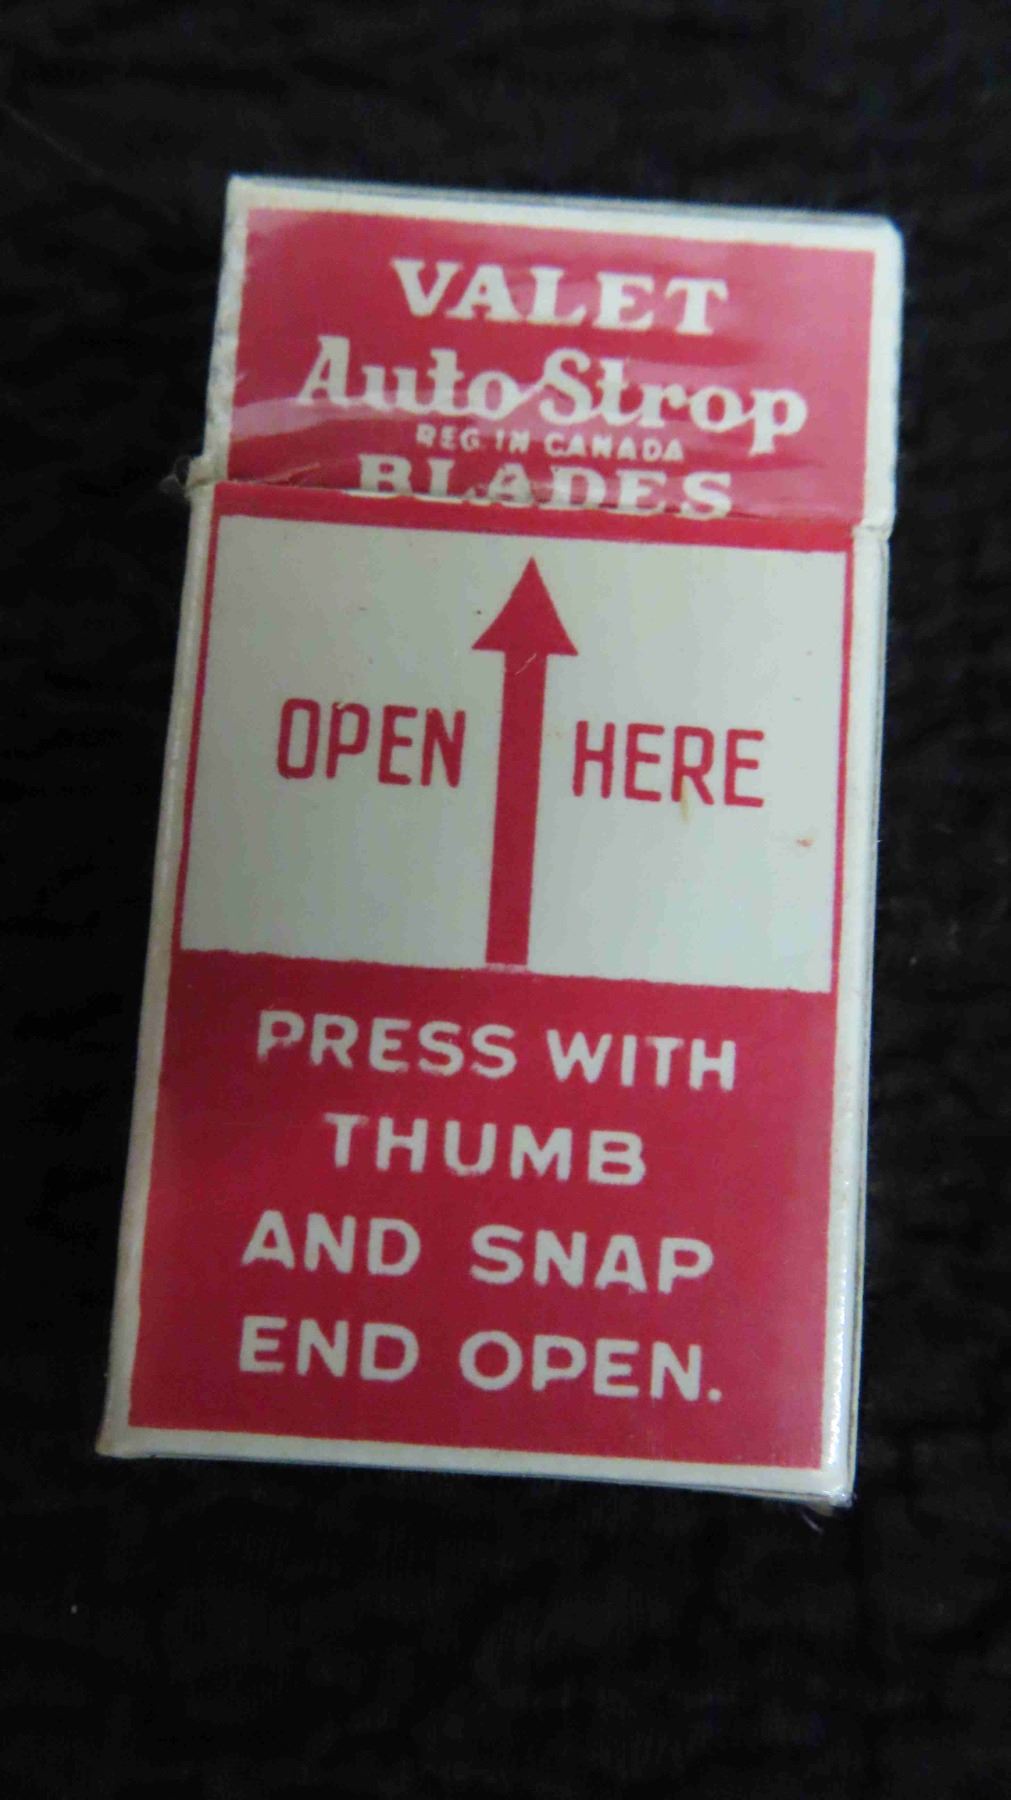 VALET
AutoStrop
REG. IN CANADA
BLADES
OPEN HERE
PRESS WITH
THUMB
AND SNAP
END OPEN.